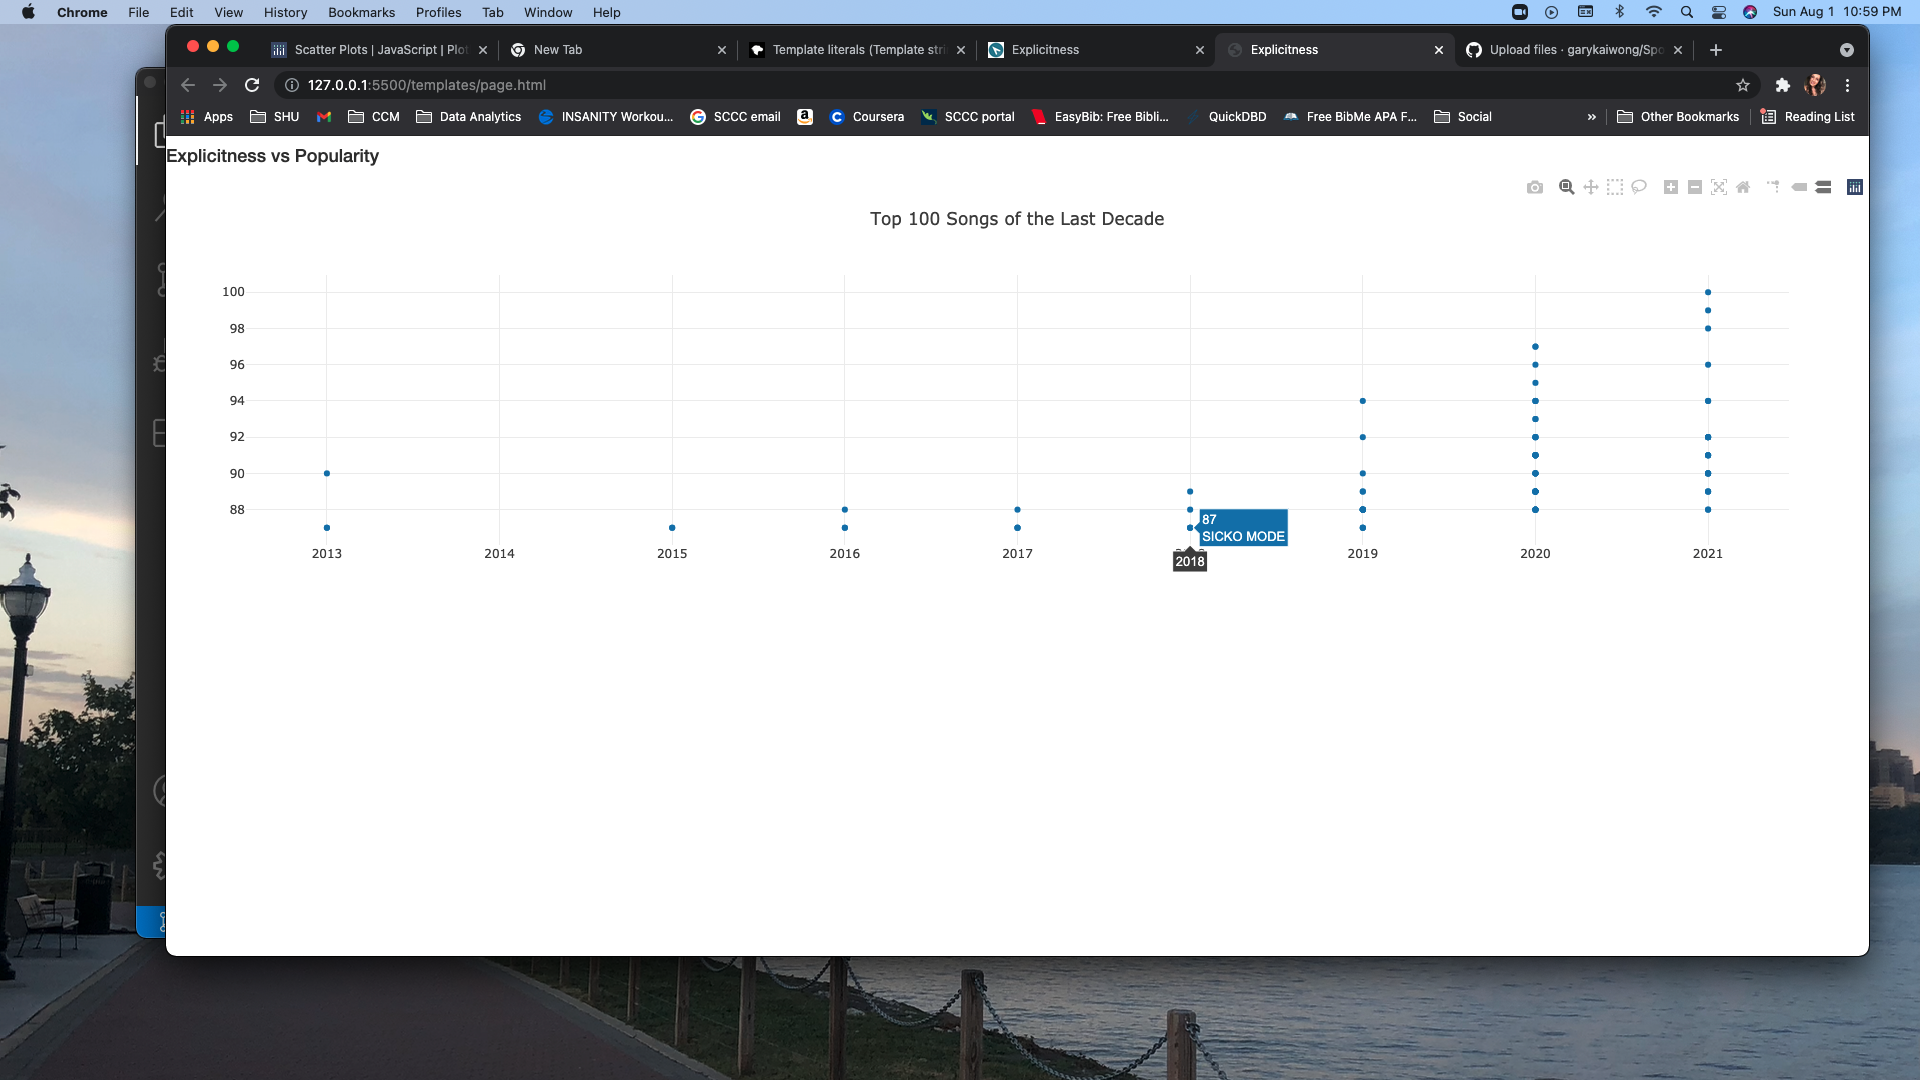 Chrome File Edit View History Bookmarks Profiles Tab Window Help Sun Aug 1 10:59 PM
Scatter Plots | JavaScript | Plot New Tab Template literals (Template stri Explicitness Explicitness Upload files · garykaiwong/Spo
127.0.0.1:5500/templates/page.html
Apps SHU CCM Data Analytics INSANITY Workou... SCCC email Coursera SCCC portal EasyBib: Free Bibli... QuickDBD Free BibMe APA F... Social » Other Bookmarks Reading List
Explicitness vs Popularity
Top 100 Songs of the Last Decade
100
98
96
94
92
90
88
87
SICKO MODE
2013 2014 2015 2016 2017 2018 2019 2020 2021